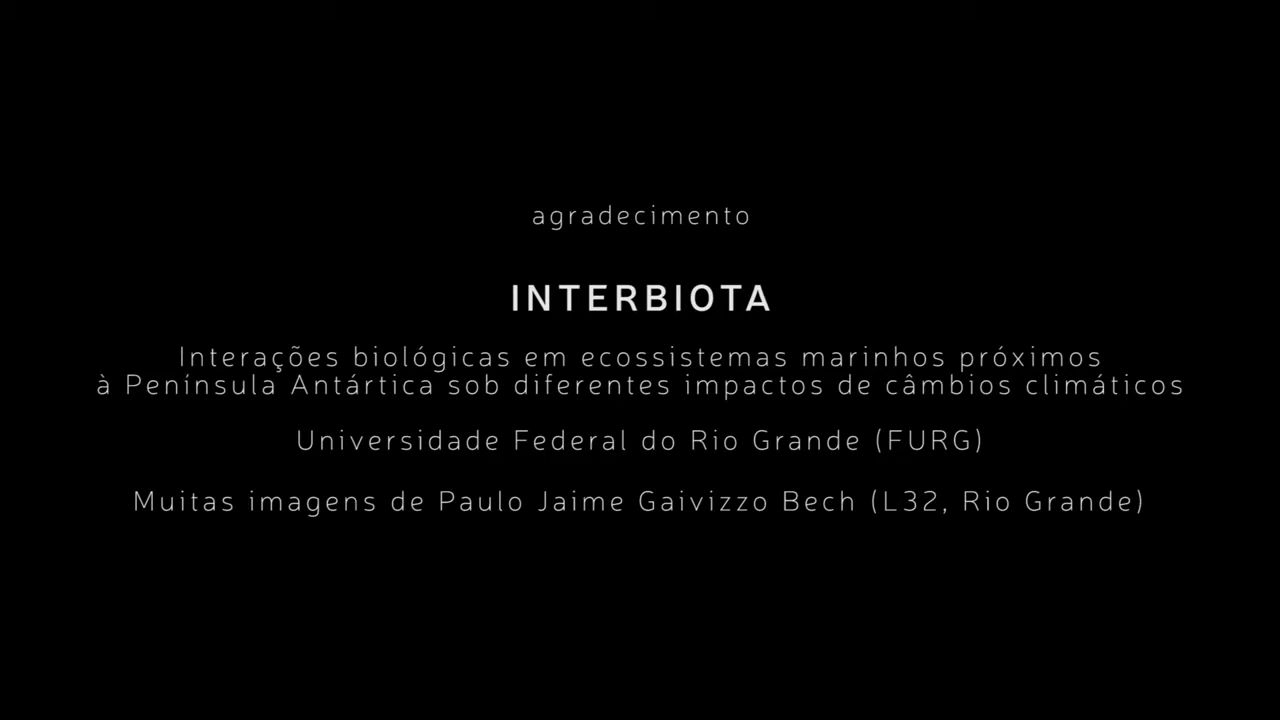 agradecimento
INTERBIOTA
Interações biológicas em ecossistemas marinhos próximos
à Península Antártica sob diferentes impactos de câmbios climáticos
Universidade Federal do Rio Grande (FURG)
Muitas imagens de Paulo Jaime Gaivizzo Bech (L32, Rio Grande)